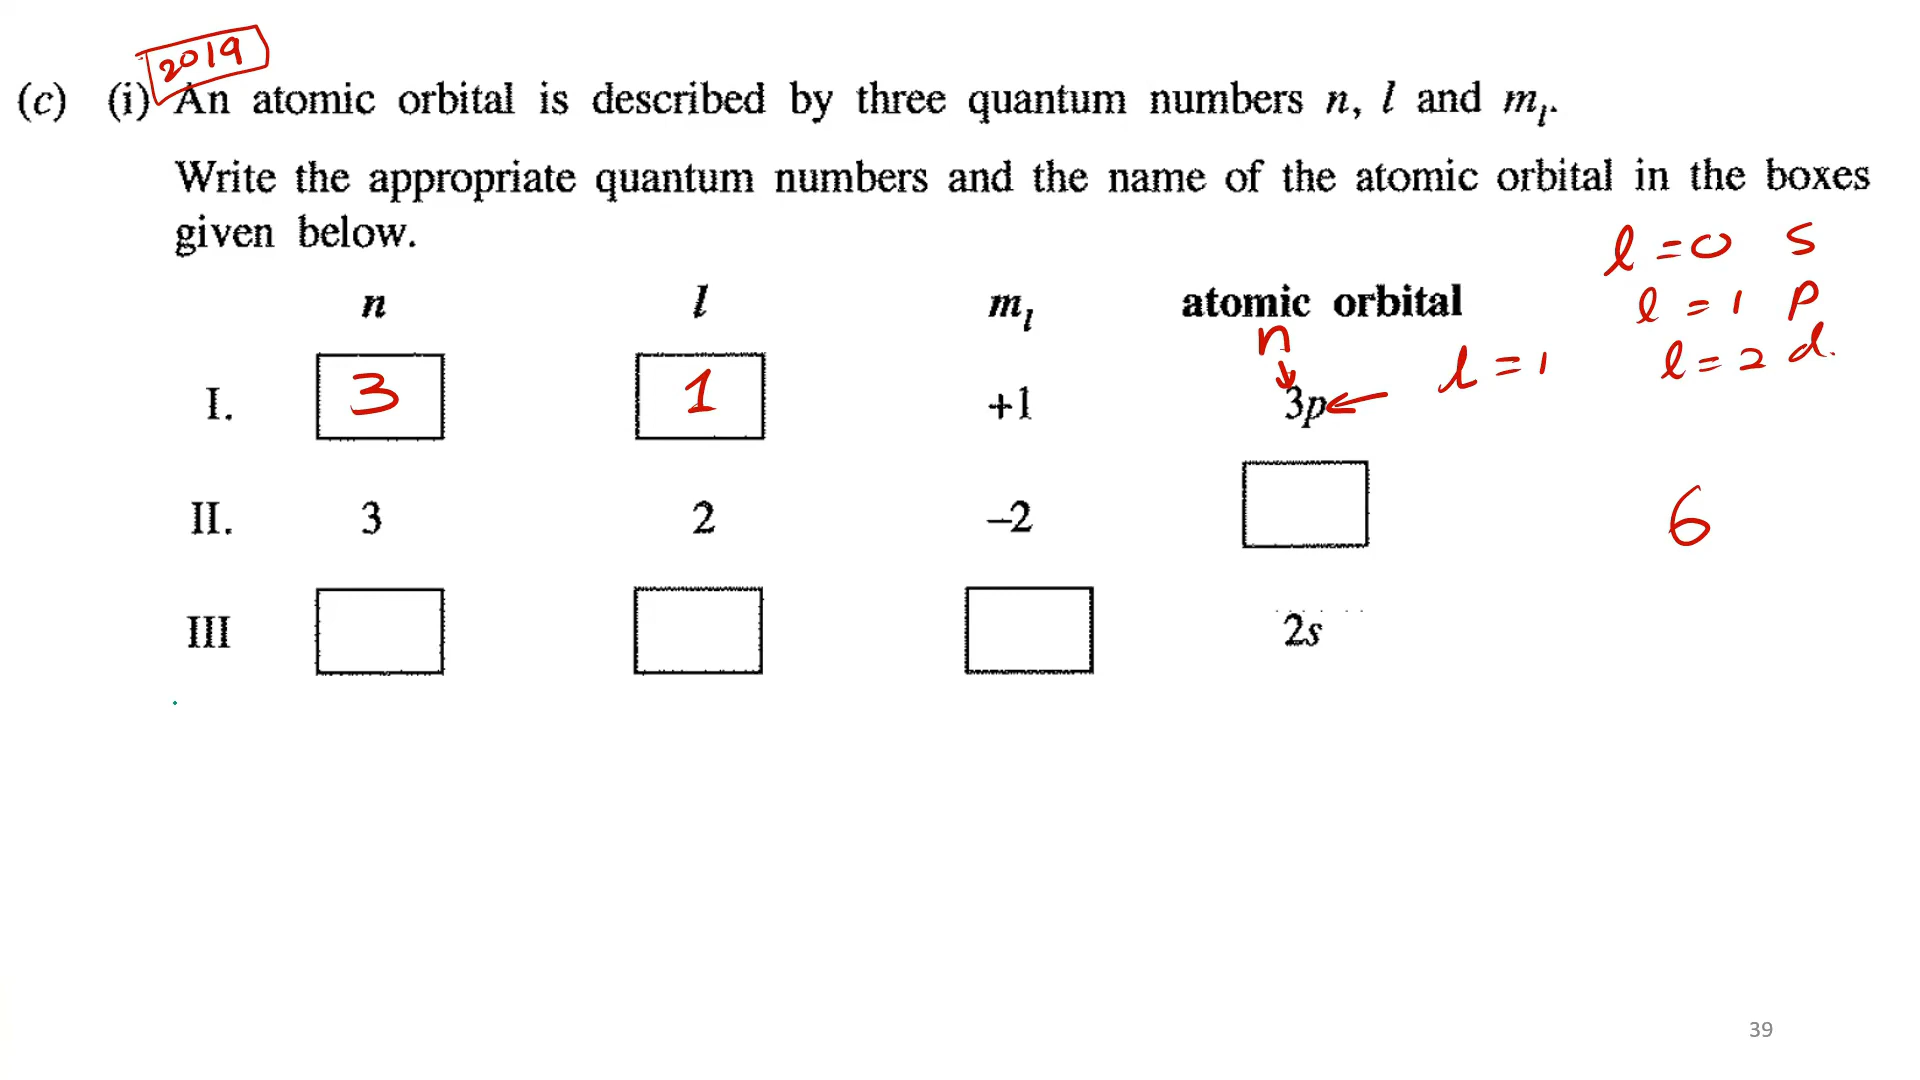 2019
(c) (i) An atomic orbital is described by three quantum numbers n, l and mₗ.
Write the appropriate quantum numbers and the name of the atomic orbital in the boxes
given below.
l = 0 s
n l mₗ atomic orbital
l = 1 p
n
l = 1
l = 2 d.
I. 3 1 +1 3p
II. 3 2 –2
6
III 2s
39